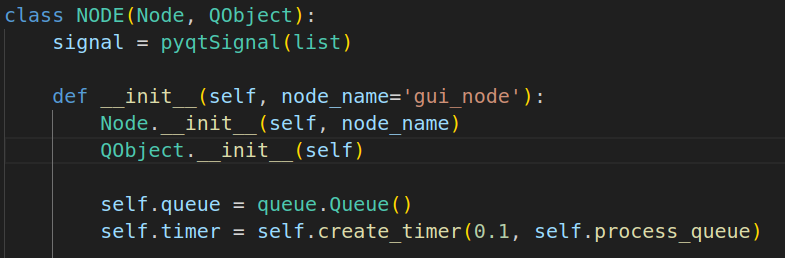 class NODE(Node, QObject):
    signal = pyqtSignal(list)

    def __init__(self, node_name='gui_node'):
        Node.__init__(self, node_name)
        QObject.__init__(self)

        self.queue = queue.Queue()
        self.timer = self.create_timer(0.1, self.process_queue)